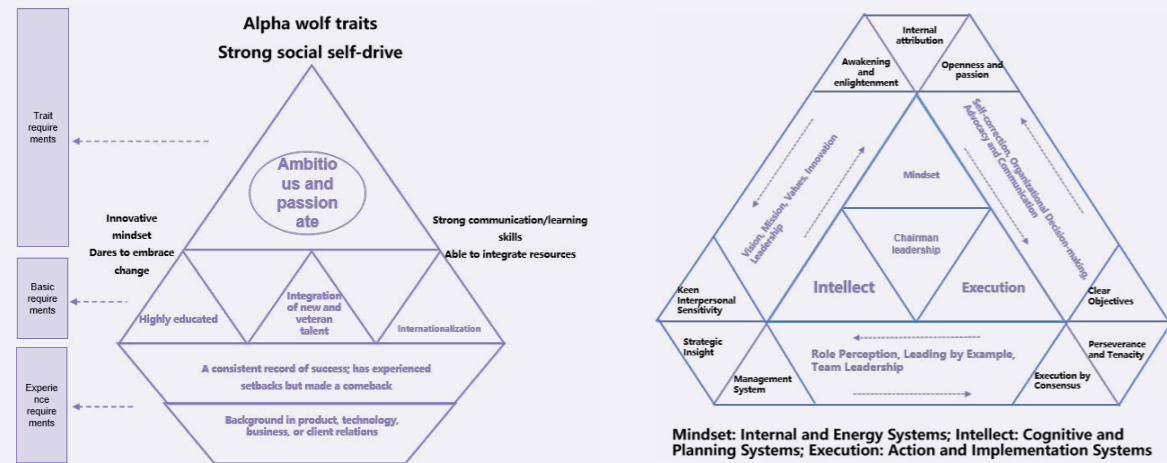 Alpha wolf traits
Strong social self-drive
Trait
require
ments
Ambitio
us and
passion
ate
Innovative
mindset
Dares to embrace
change
Strong communication/learning
skills
Able to integrate resources
Basic
require
ments
Highly educated
Integration
of new and
veteran
talent
Internationalization
Experie
nce
require
ments
A consistent record of success; has experienced
setbacks but made a comeback
Background in product, technology,
business, or client relations
Internal
attribution
Awakening
and
enlightenment
Openness and
passion
Vision, Mission, Values, Innovation
Leadership
Self-correction, Organizational Decision-making,
Advocacy and Communication
Mindset
Chairman
leadership
Intellect
Execution
Keen
Interpersonal
Sensitivity
Clear
Objectives
Strategic
Insight
Management
System
Role Perception, Leading by Example,
Team Leadership
Perseverance
and Tenacity
Execution by
Consensus
Mindset: Internal and Energy Systems; Intellect: Cognitive and
Planning Systems; Execution: Action and Implementation Systems